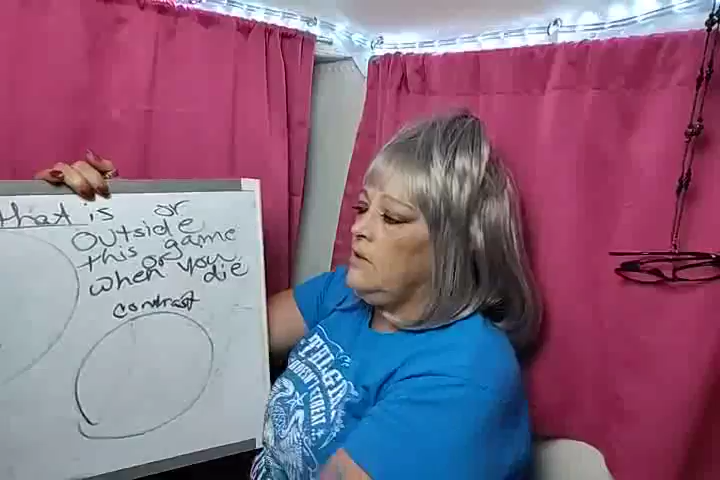 that is or
outside
this game
or
when you
die
contrast